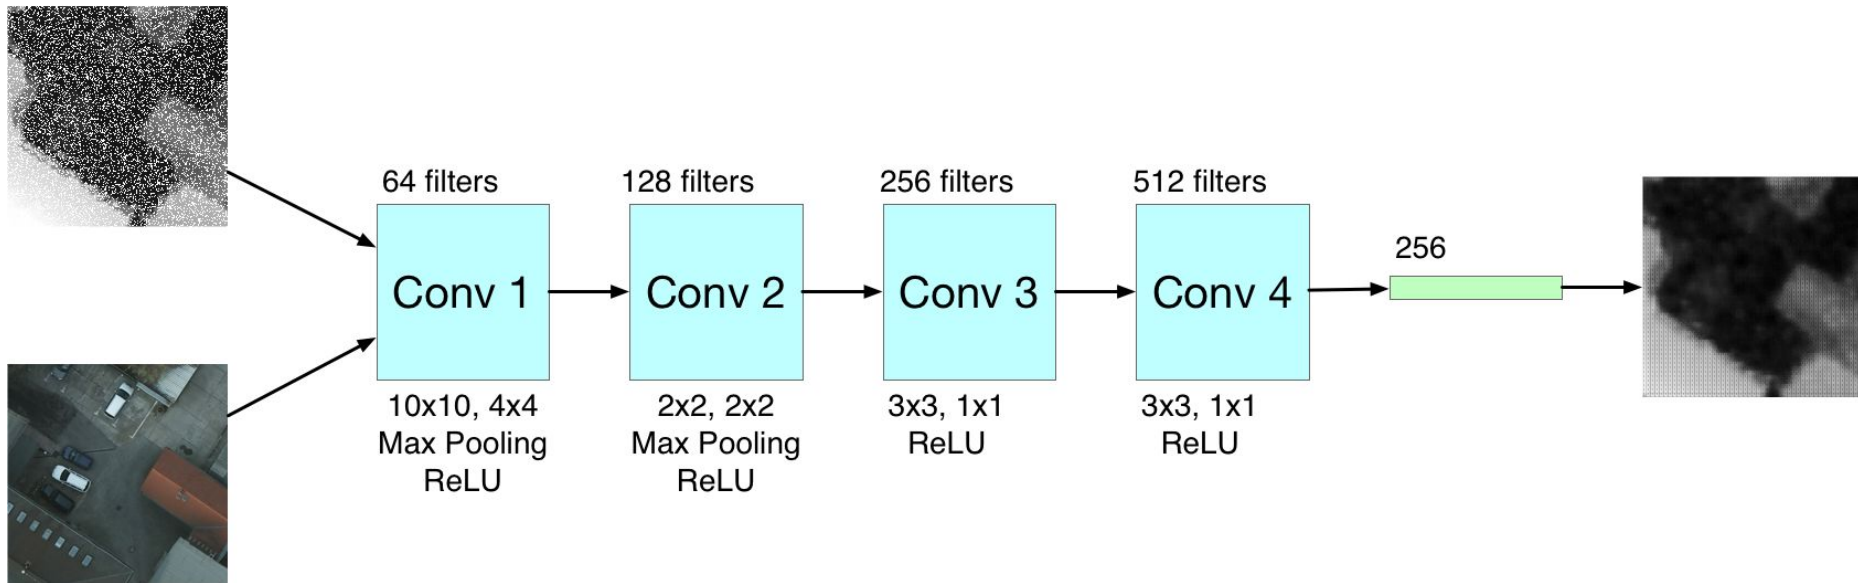 64 filters
128 filters
256 filters
512 filters
256
Conv 1
Conv 2
Conv 3
Conv 4
10x10, 4x4
Max Pooling
ReLU
2x2, 2x2
Max Pooling
ReLU
3x3, 1x1
ReLU
3x3, 1x1
ReLU